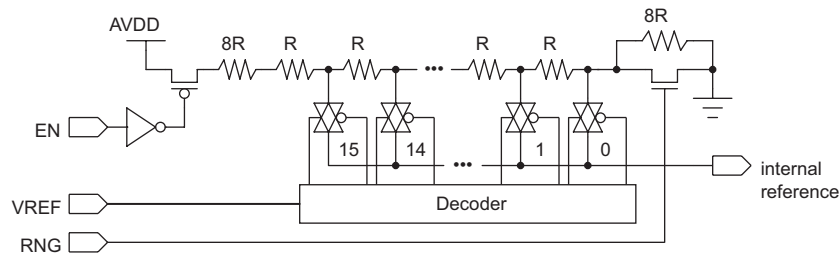 AVDD
8R R R R R 8R
EN
15 14 1 0
internal
reference
VREF
Decoder
RNG